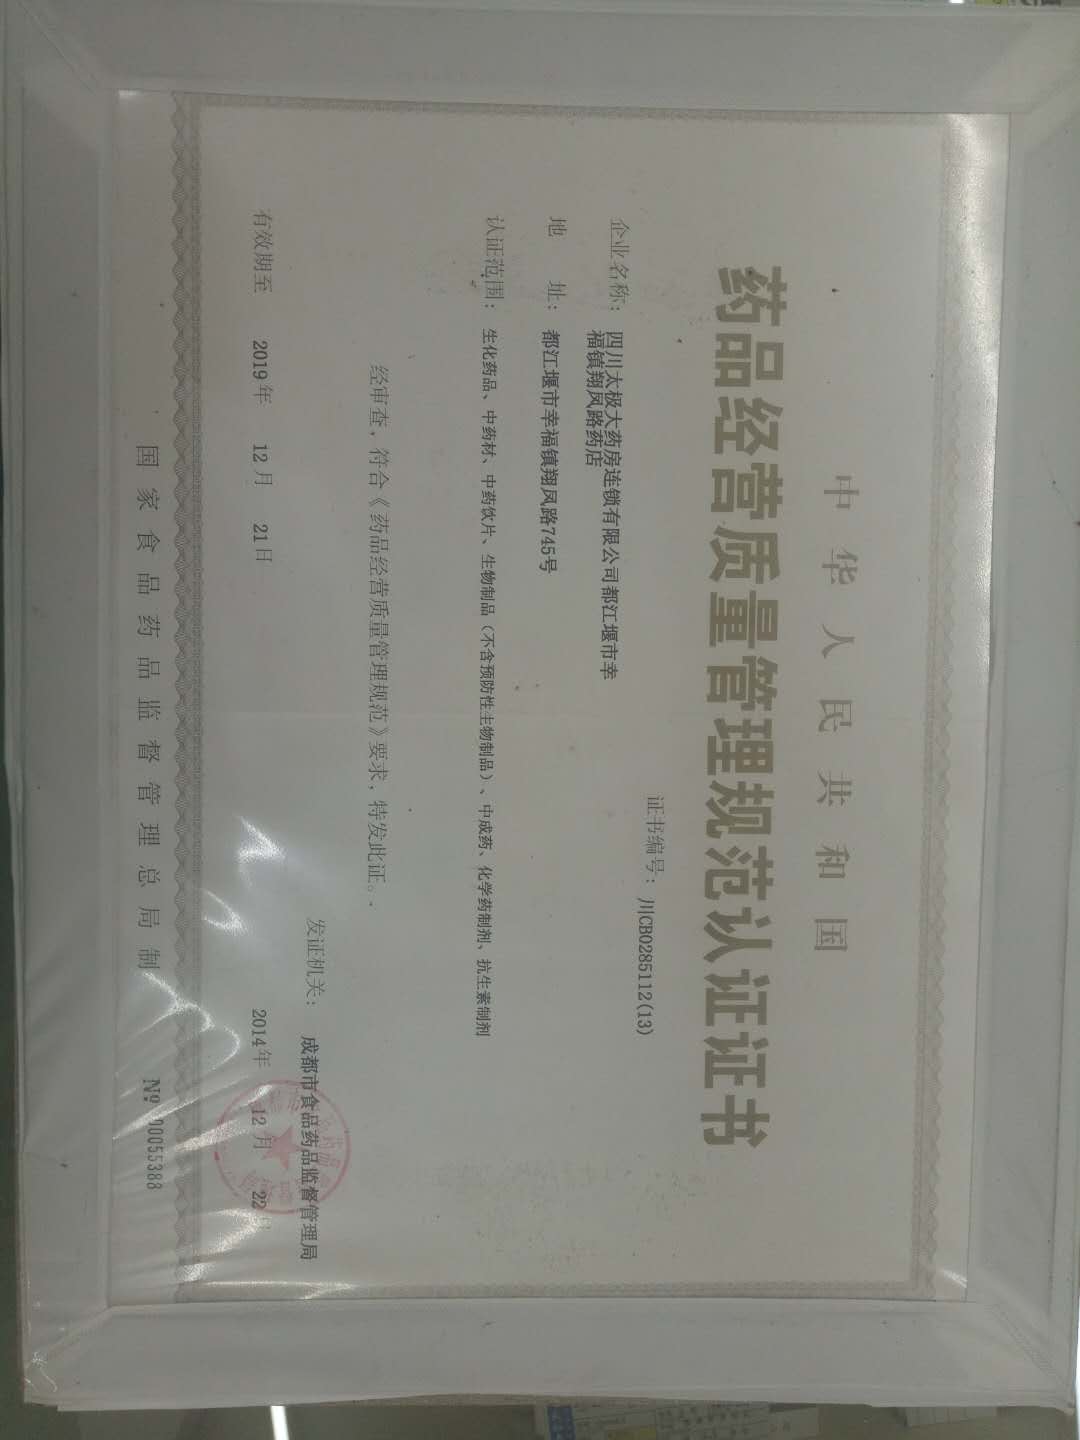 中华人民共和国
药品经营质量管理规范认证证书
证书编号：川CB0285112(13)
企业名称：四川太极大药房连锁有限公司都江堰市幸
福镇翔凤路药店
地 址：都江堰市幸福镇翔凤路745号
认证范围：生化药品、中药材、中药饮片、生物制品（不含预防性生物制品）、中成药、化学药制剂、抗生素制剂
经审查，符合《药品经营质量管理规范》要求，特发此证。
发证机关：成都市食品药品监督管理局
有效期至 2019年 12月 21日
2014年 12月 22日
国家食品药品监督管理总局制
№ 00055388